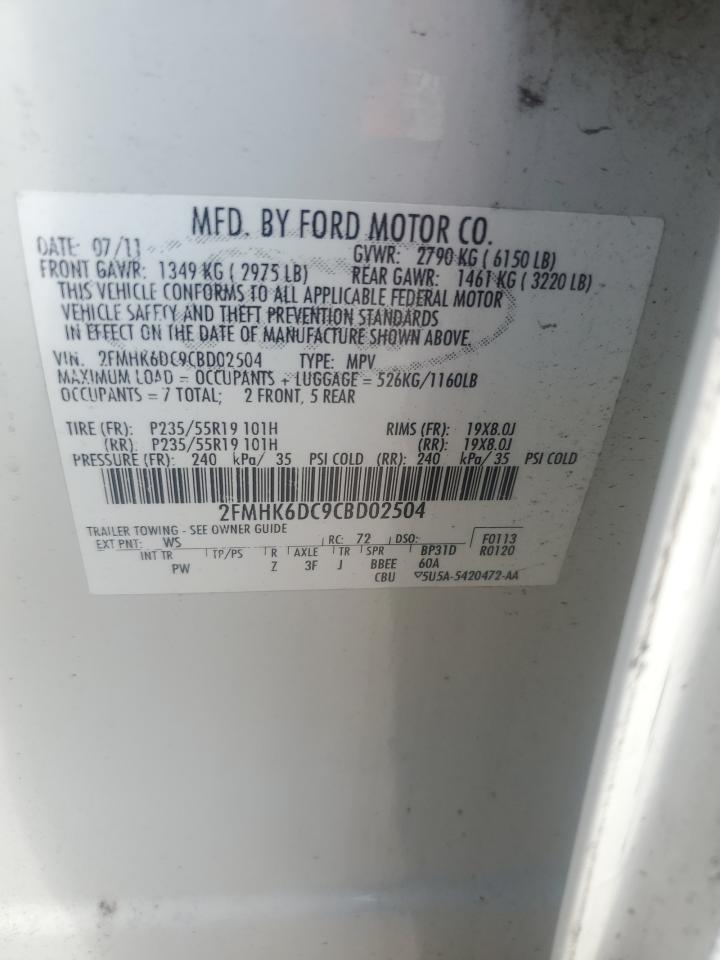 MFD. BY FORD MOTOR CO.
DATE: 07/11 GVWR: 2790 KG ( 6150 LB)
FRONT GAWR: 1349 KG ( 2975 LB) REAR GAWR: 1461 KG ( 3220 LB)
THIS VEHICLE CONFORMS TO ALL APPLICABLE FEDERAL MOTOR
VEHICLE SAFETY AND THEFT PREVENTION STANDARDS
IN EFFECT ON THE DATE OF MANUFACTURE SHOWN ABOVE.
VIN: 2FMHK6DC9CBD02504 TYPE: MPV
MAXIMUM LOAD = OCCUPANTS + LUGGAGE = 526KG/1160LB
OCCUPANTS = 7 TOTAL; 2 FRONT, 5 REAR
TIRE (FR): P235/55R19 101H RIMS (FR): 19X8.0J
(RR): P235/55R19 101H (RR): 19X8.0J
PRESSURE (FR): 240 kPa/ 35 PSI COLD (RR): 240 kPa/ 35 PSI COLD
2FMHK6DC9CBD02504
TRAILER TOWING - SEE OWNER GUIDE
EXT PNT: WS RC: 72 DSO: F0113
INT TR TP/PS R AXLE TR SPR BP31D R0120
PW Z 3F J BBEE 60A
CBU 5U5A-5420472-AA